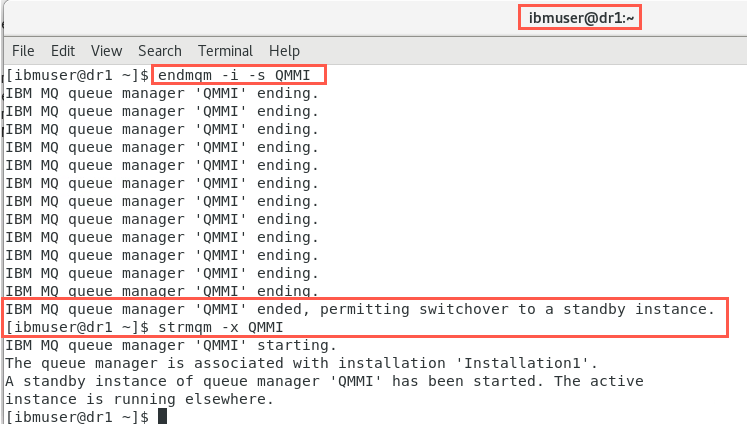 ibmuser@dr1:~
File Edit View Search Terminal Help
[ibmuser@dr1 ~]$ endmqm -i -s QMMI
IBM MQ queue manager 'QMMI' ending.
IBM MQ queue manager 'QMMI' ending.
IBM MQ queue manager 'QMMI' ending.
IBM MQ queue manager 'QMMI' ending.
IBM MQ queue manager 'QMMI' ending.
IBM MQ queue manager 'QMMI' ending.
IBM MQ queue manager 'QMMI' ending.
IBM MQ queue manager 'QMMI' ending.
IBM MQ queue manager 'QMMI' ending.
IBM MQ queue manager 'QMMI' ending.
IBM MQ queue manager 'QMMI' ending.
IBM MQ queue manager 'QMMI' ending.
IBM MQ queue manager 'QMMI' ended, permitting switchover to a standby instance.
[ibmuser@dr1 ~]$ strmqm -x QMMI
IBM MQ queue manager 'QMMI' starting.
The queue manager is associated with installation 'Installation1'.
A standby instance of queue manager 'QMMI' has been started. The active
instance is running elsewhere.
[ibmuser@dr1 ~]$